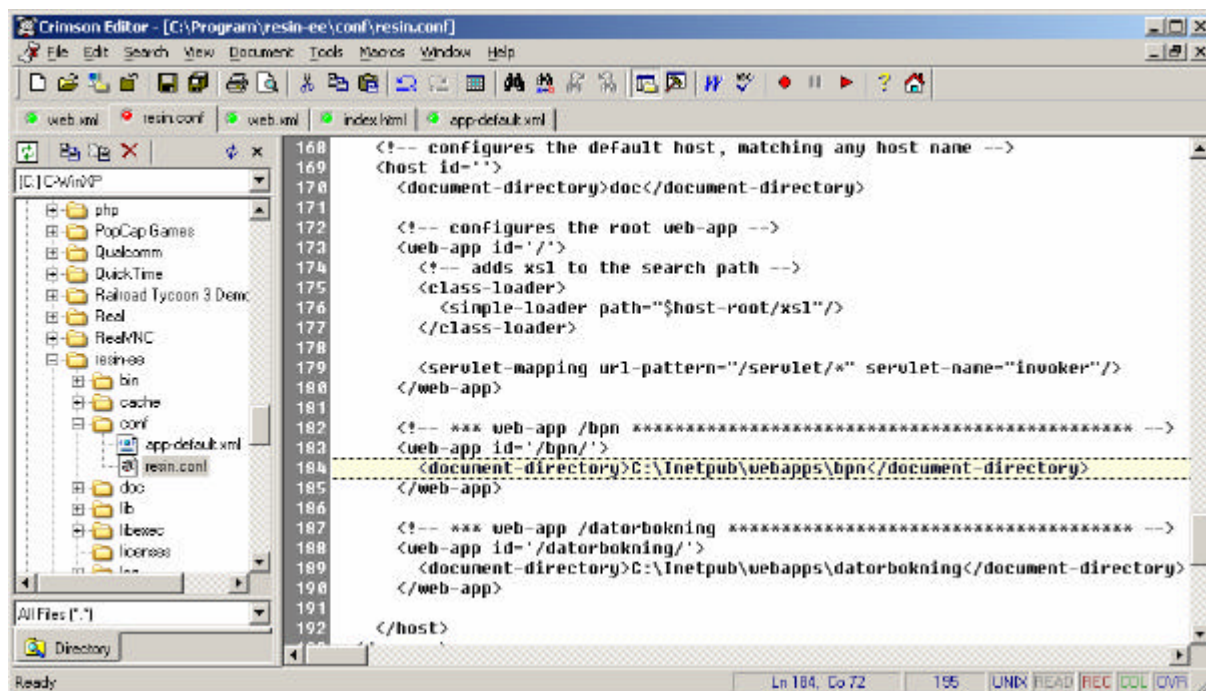 Crimson Editor - [C:\Program\resin-ee\conf\resin.conf]
File Edit Search View Document Tools Macros Window Help
web.xml resin.conf web.xml index.html app-default.xml
[C:] C-WinXP
php
PopCap Games
Qualcomm
QuickTime
Railroad Tycoon 3 Demo
Real
RealVNC
resin-ee
bin
cache
conf
app-default.xml
resin.conf
doc
lib
libexec
licenses
log
All Files (*.*)
Directory
168 <!-- configures the default host, matching any host name -->
169 <host id=''>
170 <document-directory>doc</document-directory>
171
172 <!-- configures the root web-app -->
173 <web-app id='/'>
174 <!-- adds xsl to the search path -->
175 <class-loader>
176 <simple-loader path="$host-root/xsl"/>
177 </class-loader>
178
179 <servlet-mapping url-pattern="/servlet/*" servlet-name="invoker"/>
180 </web-app>
181
182 <!-- *** web-app /bpn *********************************************** -->
183 <web-app id='/bpn/'>
184 <document-directory>C:\Inetpub\webapps\bpn</document-directory>
185 </web-app>
186
187 <!-- *** web-app /datorbokning ************************************** -->
188 <web-app id='/datorbokning/'>
189 <document-directory>C:\Inetpub\webapps\datorbokning</document-directory>
190 </web-app>
191
192 </host>
Ready Ln 184, Co 72 195 UNIX READ REC COL OVR